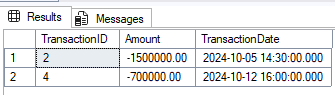 Results Messages
TransactionID Amount TransactionDate
1 2 -1500000.00 2024-10-05 14:30:00.000
2 4 -700000.00 2024-10-12 16:00:00.000